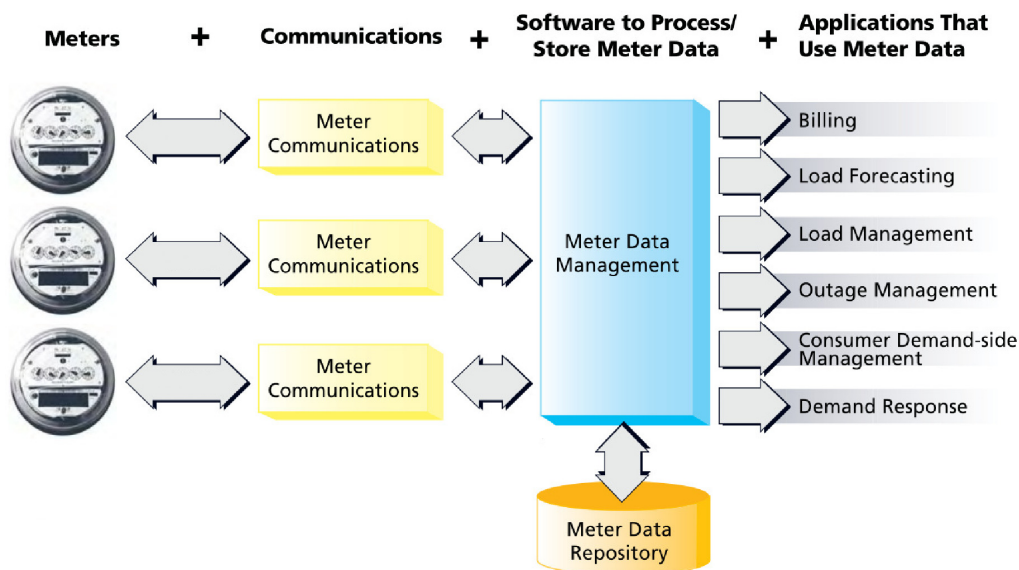 Meters + Communications + Software to Process/ Store Meter Data + Applications That Use Meter Data
Meter
Communications
Meter
Communications
Meter
Communications
Meter Data
Management
Meter Data
Repository
Billing
Load Forecasting
Load Management
Outage Management
Consumer Demand-side
Management
Demand Response